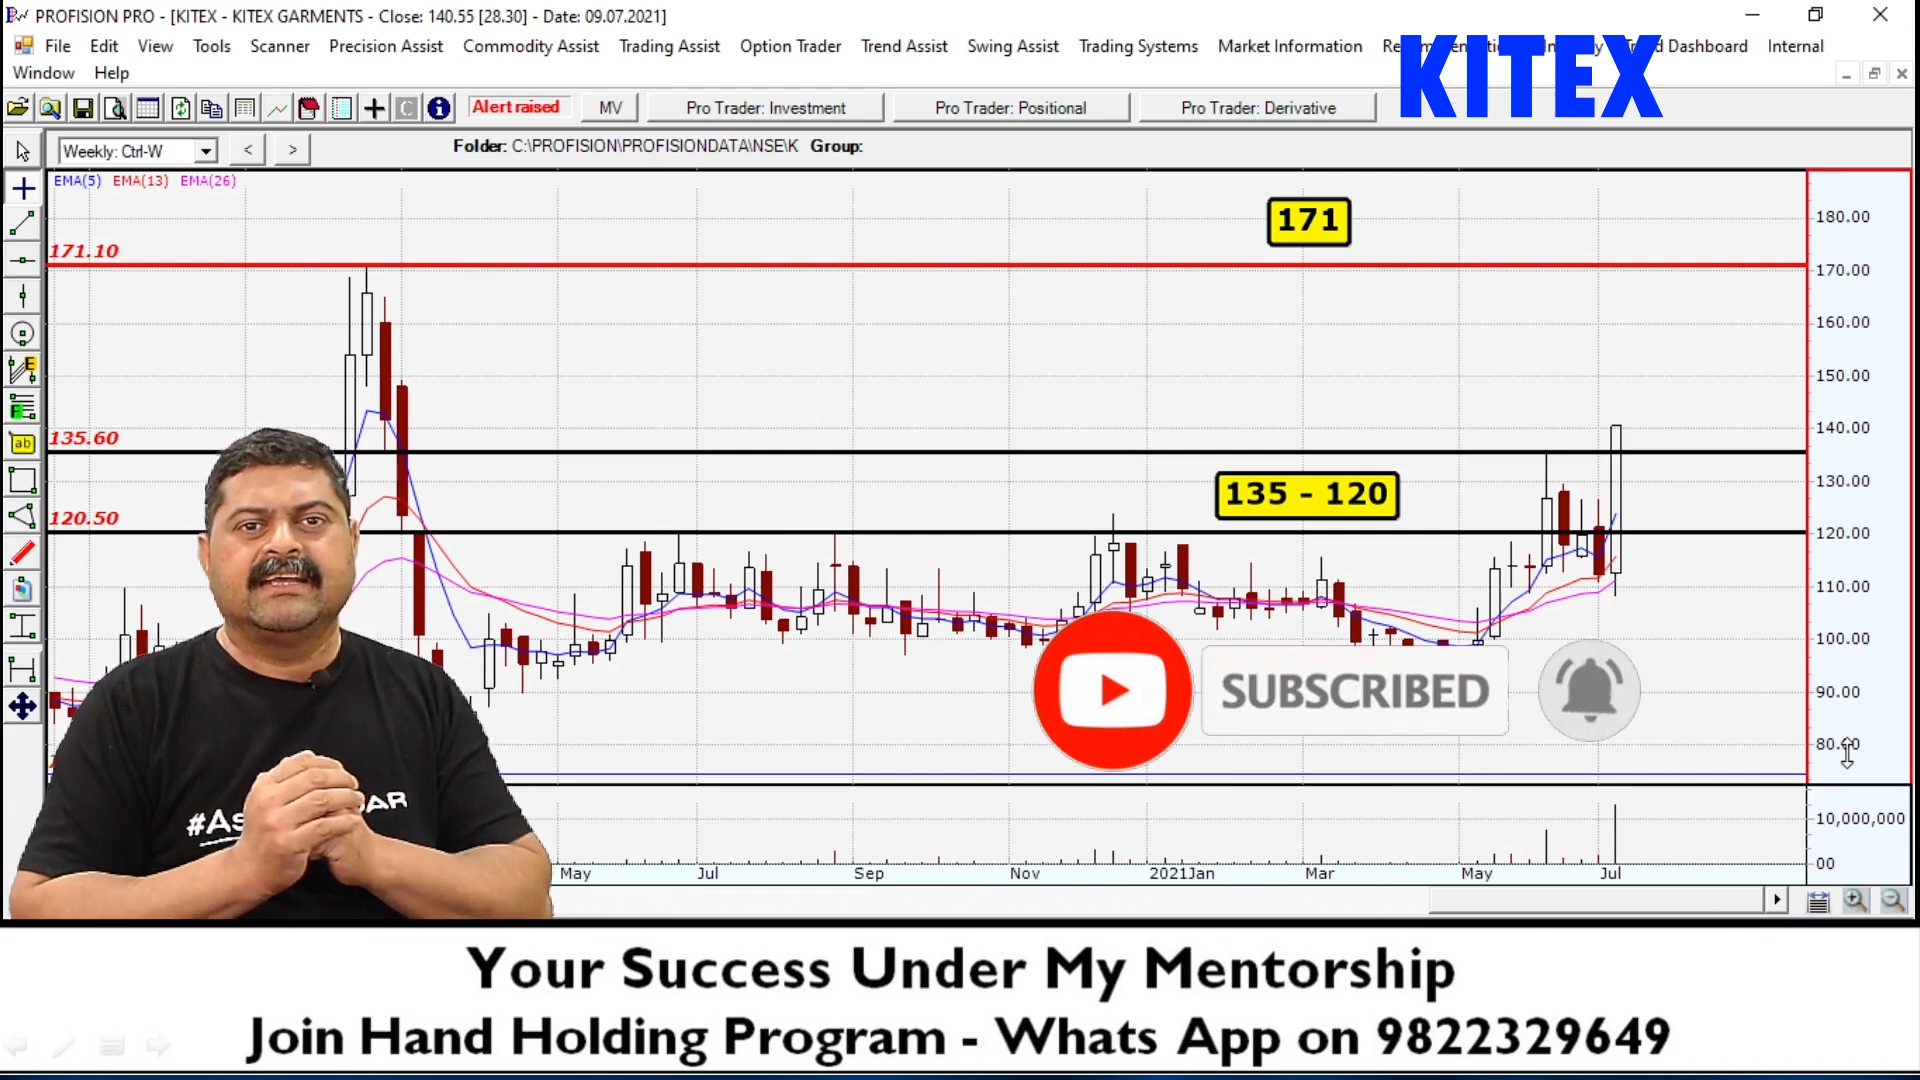 PROFISION PRO - [KITEX - KITEX GARMENTS - Close: 140.55 [28.30] - Date: 09.07.2021]
File Edit View Tools Scanner Precision Assist Commodity Assist Trading Assist Option Trader Trend Assist Swing Assist Trading Systems Market Information Dashboard Internal
Window Help
KITEX
Alert raised MV Pro Trader: Investment Pro Trader: Positional Pro Trader: Derivative
Weekly: Ctrl-W < > Folder: C:\PROFISION\PROFISIONDATA\NSE\K Group:
EMA(5) EMA(13) EMA(26)
171
180.00
171.10
170.00
160.00
150.00
135.60
140.00
130.00
135 - 120
120.50
120.00
110.00
100.00
SUBSCRIBED
90.00
80.00
#As
DAR
10,000,000
00
May Jul Sep Nov 2021Jan Mar May Jul
Your Success Under My Mentorship
Join Hand Holding Program - Whats App on 9822329649